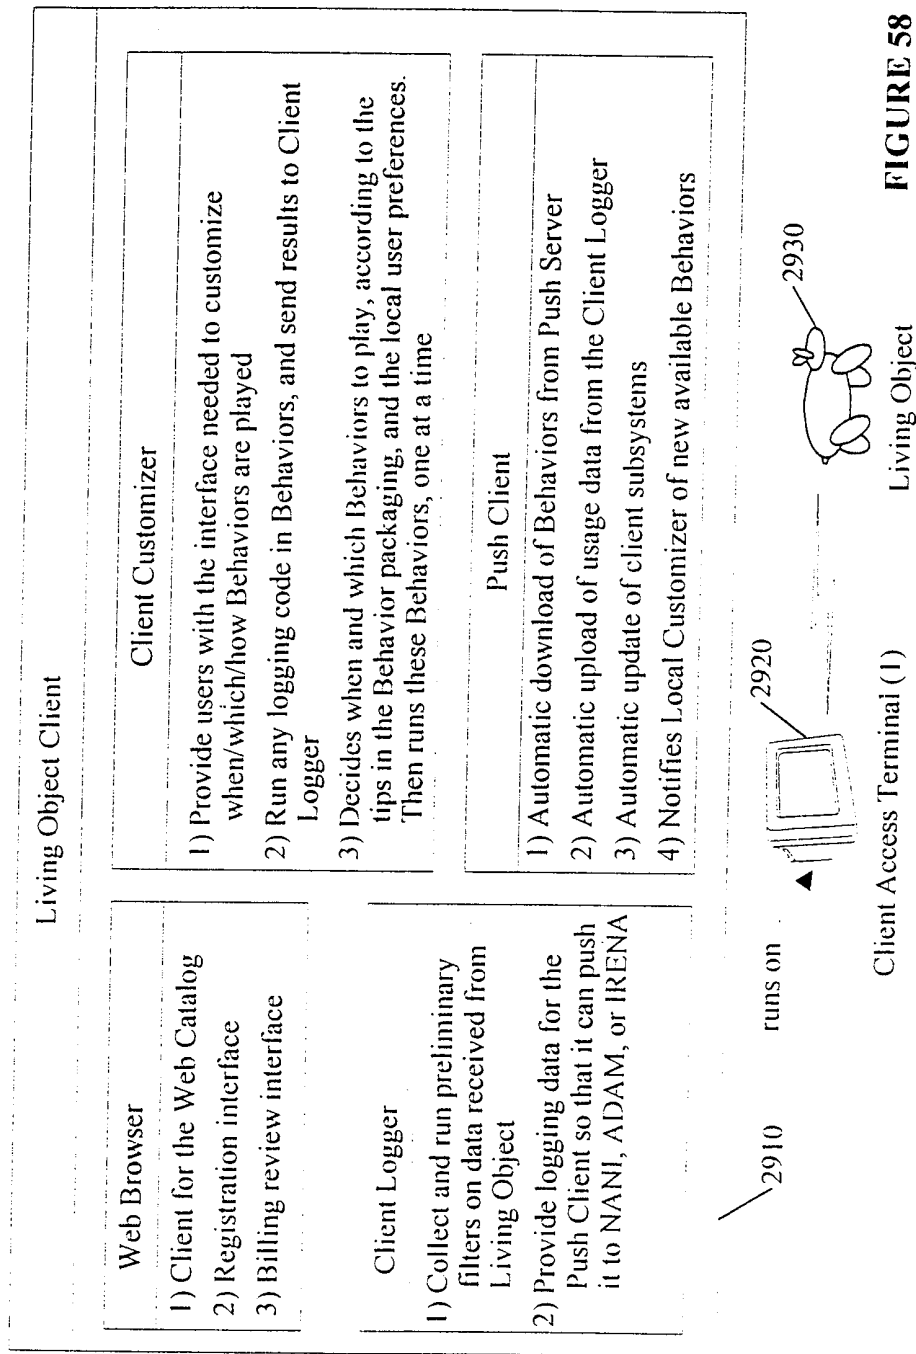 Living Object Client
Web Browser
1) Client for the Web Catalog
2) Registration interface
3) Billing review interface
Client Customizer
1) Provide users with the interface needed to customize
when/which/how Behaviors are played
2) Run any logging code in Behaviors, and send results to Client
Logger
3) Decides when and which Behaviors to play, according to the
tips in the Behavior packaging, and the local user preferences.
Then runs these Behaviors, one at a time
Client Logger
1) Collect and run preliminary
filters on data received from
Living Object
2) Provide logging data for the
Push Client so that it can push
it to NANI, ADAM, or IRENA
Push Client
1) Automatic download of Behaviors from Push Server
2) Automatic upload of usage data from the Client Logger
3) Automatic update of client subsystems
4) Notifies Local Customizer of new available Behaviors
2910
runs on
2920
2930
Client Access Terminal (1)
Living Object
FIGURE 58